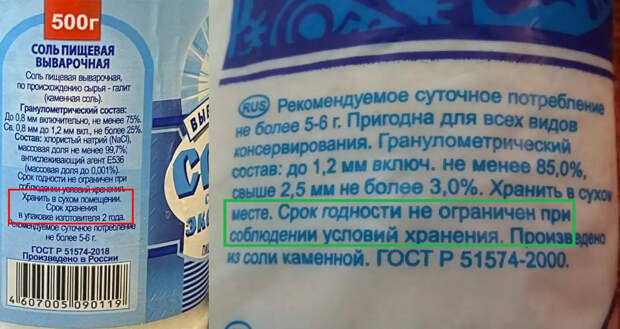 500г
СОЛЬ ПИЩЕВАЯ
ВЫВАРОЧНАЯ
Соль пищевая выварочная,
по происхождению сырья - галит
(каменная соль).
Гранулометрический состав:
До 0,8 мм включительно, не менее 75%.
Св. 0,8 мм до 1,2 мм вкл., не более 25%.
Состав: хлористый натрий (NaCl),
массовая доля не менее 99,7%;
антислеживающий агент Е536
(массовая доля до 0,001%).
Срок годности не ограничен при
соблюдении условий хранения.
Хранить в сухом помещении.
Срок хранения
в упаковке изготовителя 2 года.
Рекомендуемое суточное потребление
не более 5-6 г.
ГОСТ Р 51574-2018
Произведено в России
4 607005 090119
ВЫВ
Со
ЭКС
RUS Рекомендуемое суточное потребление
не более 5-6 г. Пригодна для всех видов
консервирования. Гранулометрический
состав: до 1,2 мм включ. не менее 85,0%,
свыше 2,5 мм не более 3,0%. Хранить в сухом
месте. Срок годности не ограничен при
соблюдении условий хранения. Произведено
из соли каменной. ГОСТ Р 51574-2000.